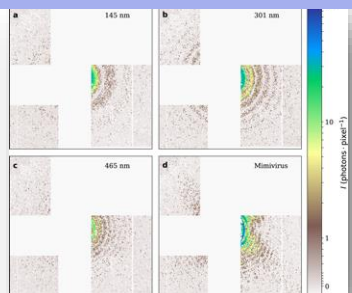 a 145 nm
b 301 nm
c 465 nm
d Mimivirus
10
1
0
I (photons · pixel⁻¹)